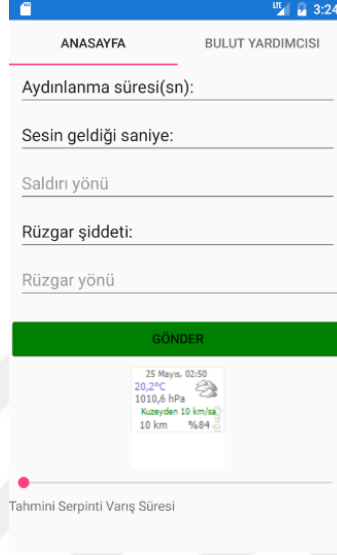 LTE 3:24
ANASAYFA BULUT YARDIMCISI
Aydınlanma süresi(sn):
Sesin geldiği saniye:
Saldırı yönü
Rüzgar şiddeti:
Rüzgar yönü
GÖNDER
25 Mayıs, 02:50
20,2°C
1010,6 hPa
Kuzeyden 10 km/sa
10 km %84
Tahmini Serpinti Varış Süresi